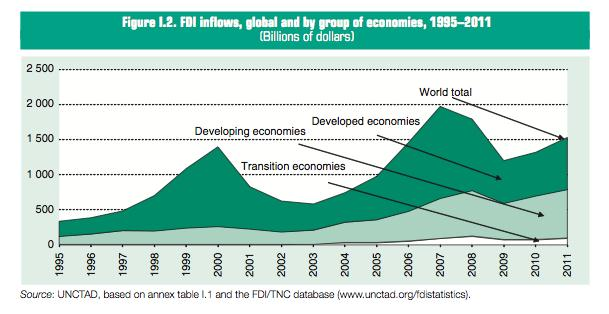 Figure I.2. FDI inflows, global and by group of economies, 1995–2011
(Billions of dollars)
2 500
2 000
1 500
1 000
500
0
World total
Developed economies
Developing economies
Transition economies
1995 1996 1997 1998 1999 2000 2001 2002 2003 2004 2005 2006 2007 2008 2009 2010 2011
Source: UNCTAD, based on annex table I.1 and the FDI/TNC database (www.unctad.org/fdistatistics).